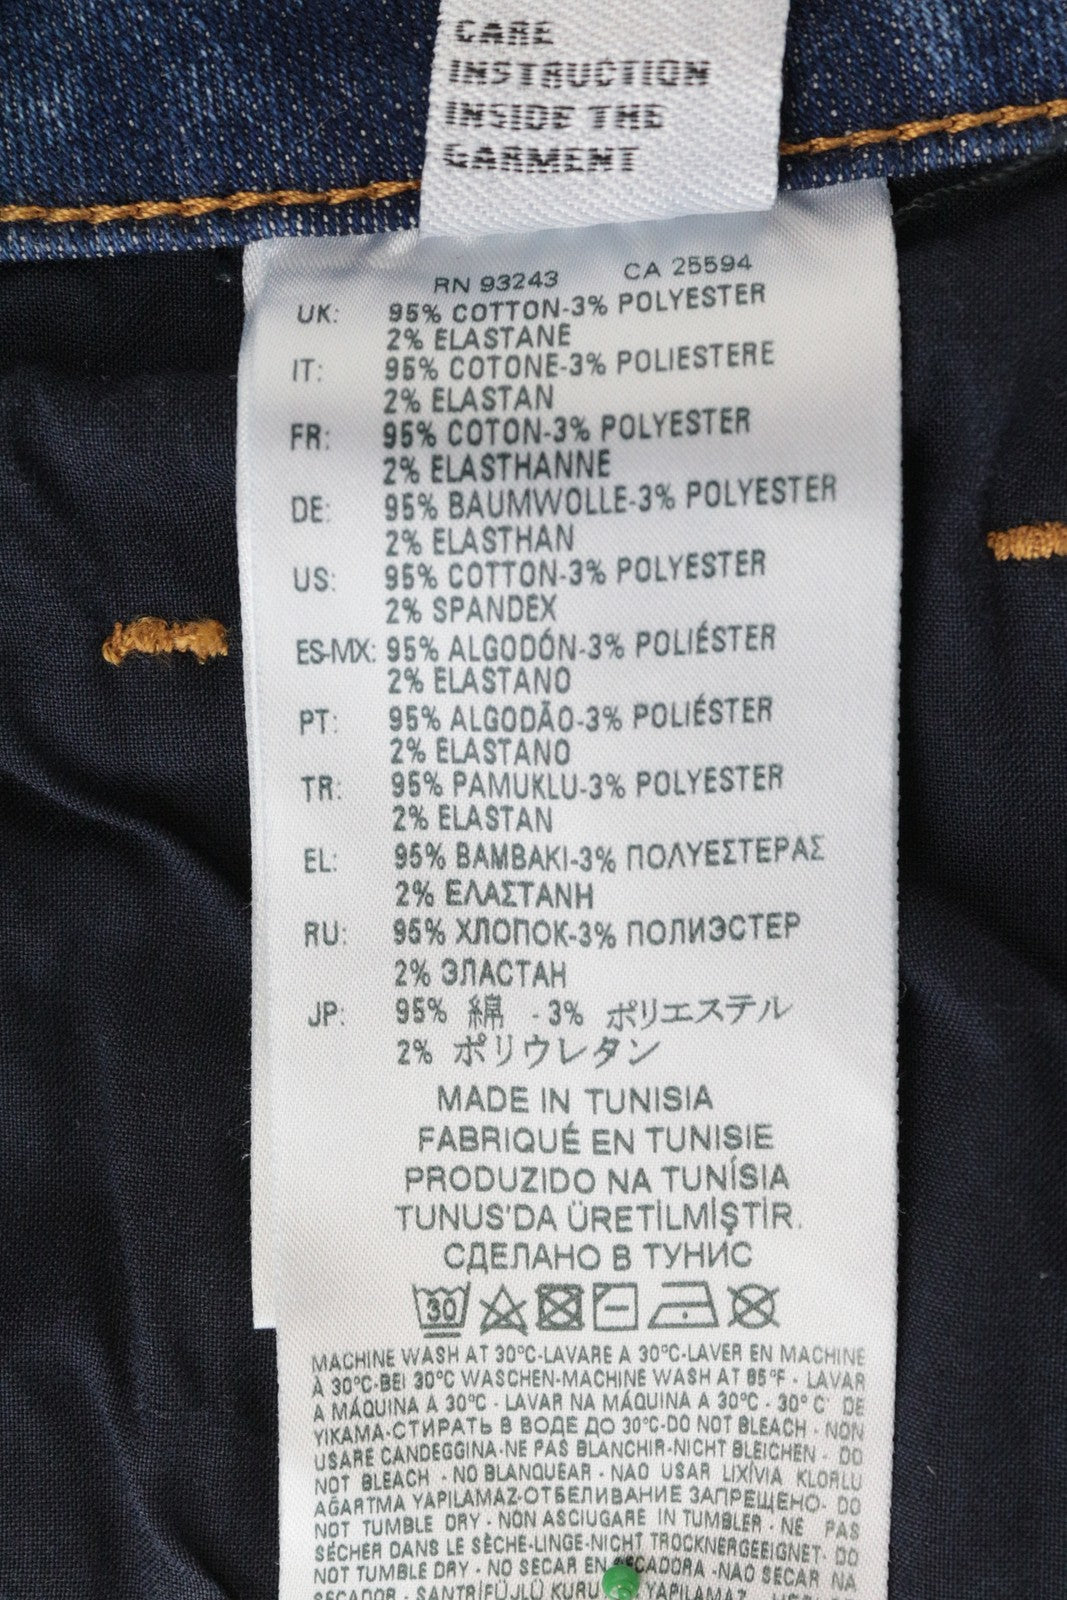 CARE
INSTRUCTION
INSIDE THE
GARMENT
RN 93243 CA 25594
UK: 95% COTTON-3% POLYESTER
2% ELASTANE
IT: 95% COTONE-3% POLIESTERE
2% ELASTAN
FR: 95% COTON-3% POLYESTER
2% ELASTHANNE
DE: 95% BAUMWOLLE-3% POLYESTER
2% ELASTHAN
US: 95% COTTON-3% POLYESTER
2% SPANDEX
ES-MX: 95% ALGODÓN-3% POLIÉSTER
2% ELASTANO
PT: 95% ALGODÃO-3% POLIÉSTER
2% ELASTANO
TR: 95% PAMUKLU-3% POLYESTER
2% ELASTAN
EL: 95% BAMBAKI-3% ΠΟΛΥΕΣΤΕΡΑΣ
2% ΕΛΑΣΤΑΝΗ
RU: 95% ХЛОПОК-3% ПОЛИЭСТЕР
2% ЭЛАСТАН
JP: 95% 綿 - 3% ポリエステル
2% ポリウレタン
MADE IN TUNISIA
FABRIQUÉ EN TUNISIE
PRODUZIDO NA TUNÍSIA
TUNUS'DA ÜRETİLMİŞTİR.
СДЕЛАНО В ТУНИС
30
MACHINE WASH AT 30°C-LAVARE A 30°C-LAVER EN MACHINE
À 30°C-BEI 30°C WASCHEN-MACHINE WASH AT 85°F - LAVAR
A MÁQUINA A 30°C - LAVAR NA MÁQUINA A 30°C - 30° C' DE
YIKAMA-СТИРАТЬ В ВОДЕ ДО 30°C-DO NOT BLEACH - NON
USARE CANDEGGINA-NE PAS BLANCHIR-NICHT BLEICHEN - DO
NOT BLEACH - NO BLANQUEAR - NAO USAR LIXÍVIA KLORLU
AĞARTMA YAPILAMAZ-ОТБЕЛИВАНИЕ ЗАПРЕЩЕНО- DO
NOT TUMBLE DRY - NON ASCIUGARE IN TUMBLER - NE PAS
SÉCHER DANS LE SÈCHE-LINGE-NICHT TROCKNERGEEIGNET- DO
NOT TUMBLE DRY - NO SECAR EN SECADORA -NAO SECAR NA
SECADOR - SANTRİFÜJLÜ KURU YAPILAMAZ